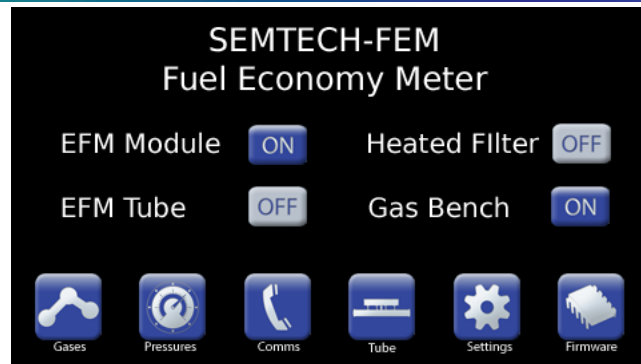 SEMTECH-FEM
Fuel Economy Meter
EFM Module ON Heated FIlter OFF
EFM Tube OFF Gas Bench ON
Gases Pressures Comms Tube Settings Firmware